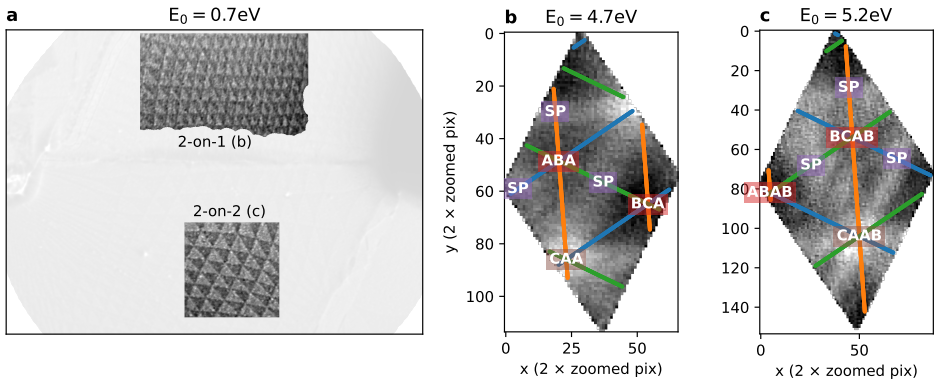 a
E₀ = 0.7eV
2-on-1 (b)
2-on-2 (c)
b
E₀ = 4.7eV
0
20
40
60
80
100
y (2 × zoomed pix)
0
25
50
x (2 × zoomed pix)
SP
ABA
SP
SP
BCA
CAA
c
E₀ = 5.2eV
0
20
40
60
80
100
120
140
0
50
x (2 × zoomed pix)
SP
BCAB
SP
SP
ABAB
CAAB